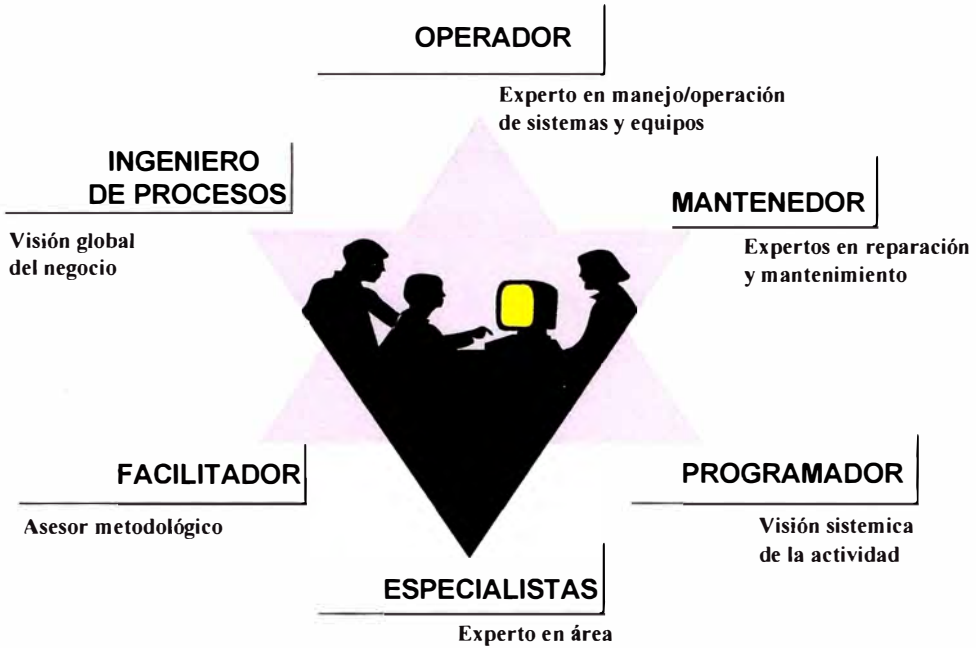 OPERADOR
Experto en manejo/operación
de sistemas y equipos
INGENIERO
DE PROCESOS
Visión global
del negocio
MANTENEDOR
Expertos en reparación
y mantenimiento
FACILITADOR
Asesor metodológico
PROGRAMADOR
Visión sistemica
de la actividad
ESPECIALISTAS
Experto en área